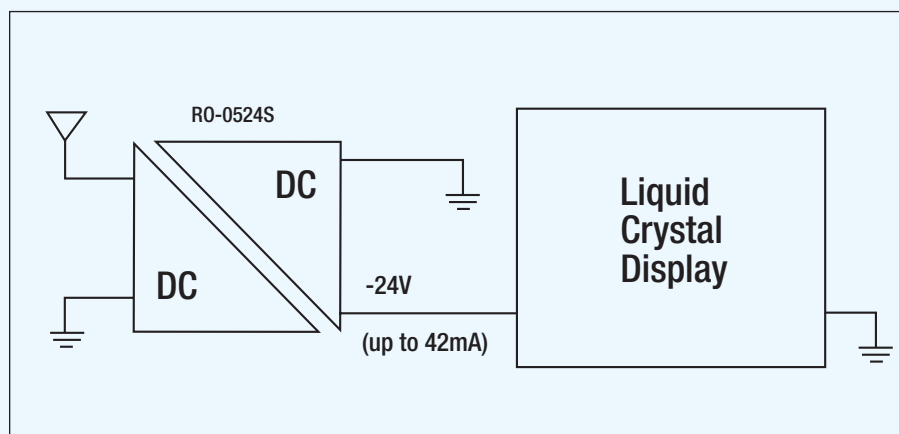 RO-0524S
DC
DC
-24V
(up to 42mA)
Liquid
Crystal
Display